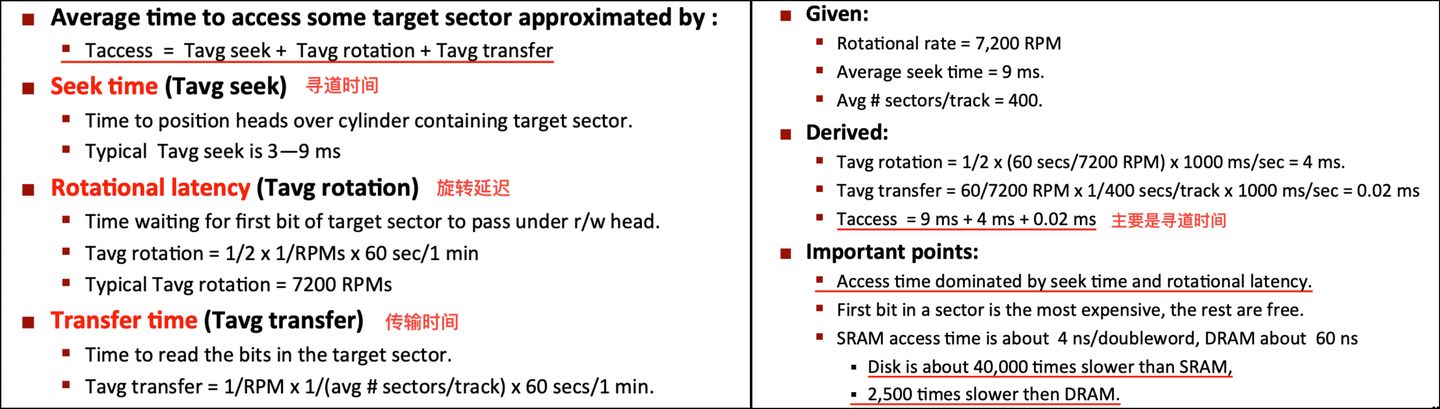 Average time to access some target sector approximated by :
Taccess = Tavg seek + Tavg rotation + Tavg transfer
Seek time (Tavg seek) 寻道时间
Time to position heads over cylinder containing target sector.
Typical Tavg seek is 3—9 ms
Rotational latency (Tavg rotation) 旋转延迟
Time waiting for first bit of target sector to pass under r/w head.
Tavg rotation = 1/2 x 1/RPMs x 60 sec/1 min
Typical Tavg rotation = 7200 RPMs
Transfer time (Tavg transfer) 传输时间
Time to read the bits in the target sector.
Tavg transfer = 1/RPM x 1/(avg # sectors/track) x 60 secs/1 min.
Given:
Rotational rate = 7,200 RPM
Average seek time = 9 ms.
Avg # sectors/track = 400.
Derived:
Tavg rotation = 1/2 x (60 secs/7200 RPM) x 1000 ms/sec = 4 ms.
Tavg transfer = 60/7200 RPM x 1/400 secs/track x 1000 ms/sec = 0.02 ms
Taccess = 9 ms + 4 ms + 0.02 ms 主要是寻道时间
Important points:
Access time dominated by seek time and rotational latency.
First bit in a sector is the most expensive, the rest are free.
SRAM access time is about 4 ns/doubleword, DRAM about 60 ns
Disk is about 40,000 times slower than SRAM,
2,500 times slower then DRAM.